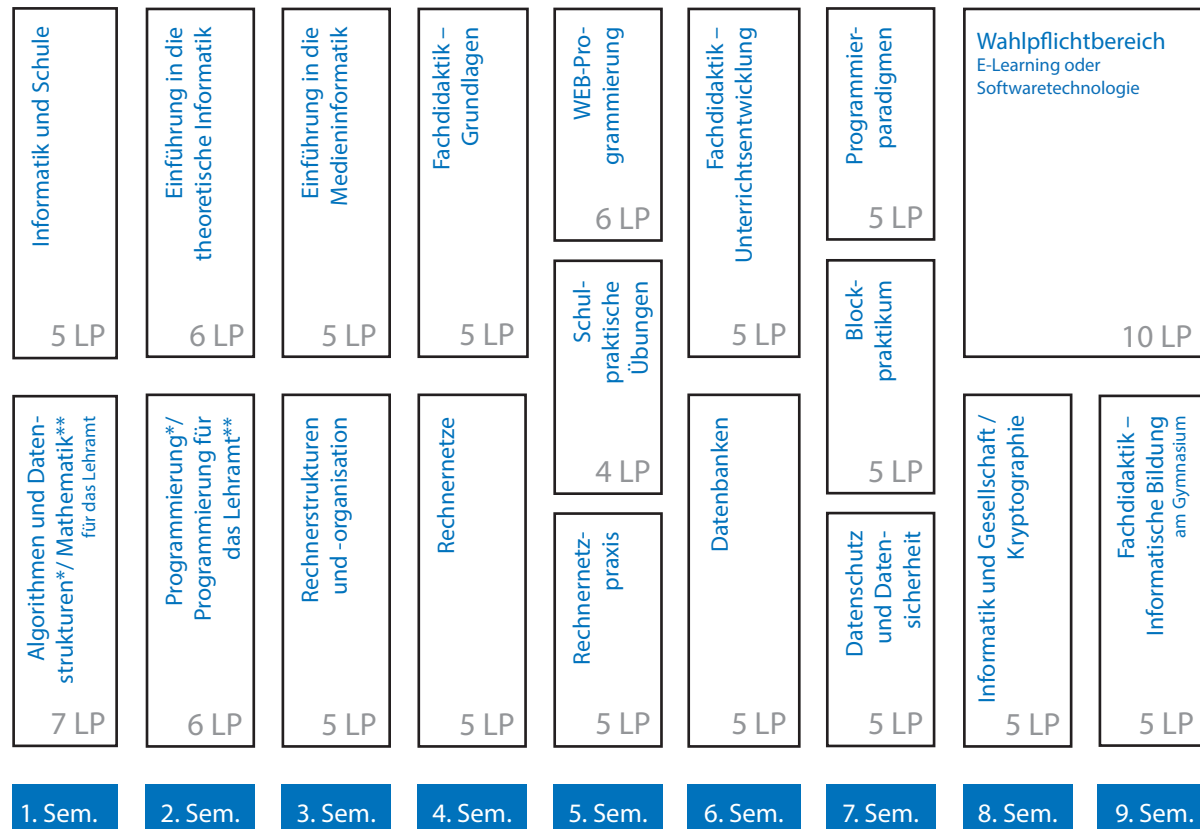 Informatik und Schule
5 LP
Einführung in die
theoretische Informatik
6 LP
Einführung in die
Medieninformatik
5 LP
Fachdidaktik –
Grundlagen
5 LP
WEB-Pro-
grammierung
6 LP
Schul-
praktische
Übungen
4 LP
Fachdidaktik –
Unterrichtsentwicklung
5 LP
Programmier-
paradigmen
5 LP
Block-
praktikum
5 LP
Wahlpflichtbereich
E-Learning oder
Softwaretechnologie
10 LP
Algorithmen und Daten-
strukturen*/ Mathematik**
für das Lehramt
7 LP
Programmierung*/
Programmierung für
das Lehramt**
6 LP
Rechnerstrukturen
und -organisation
5 LP
Rechnernetze
5 LP
Rechnernetz-
praxis
5 LP
Datenbanken
5 LP
Datenschutz
und Daten-
sicherheit
5 LP
Informatik und Gesellschaft /
Kryptographie
5 LP
Fachdidaktik –
Informatische Bildung
am Gymnasium
5 LP
1. Sem.
2. Sem.
3. Sem.
4. Sem.
5. Sem.
6. Sem.
7. Sem.
8. Sem.
9. Sem.